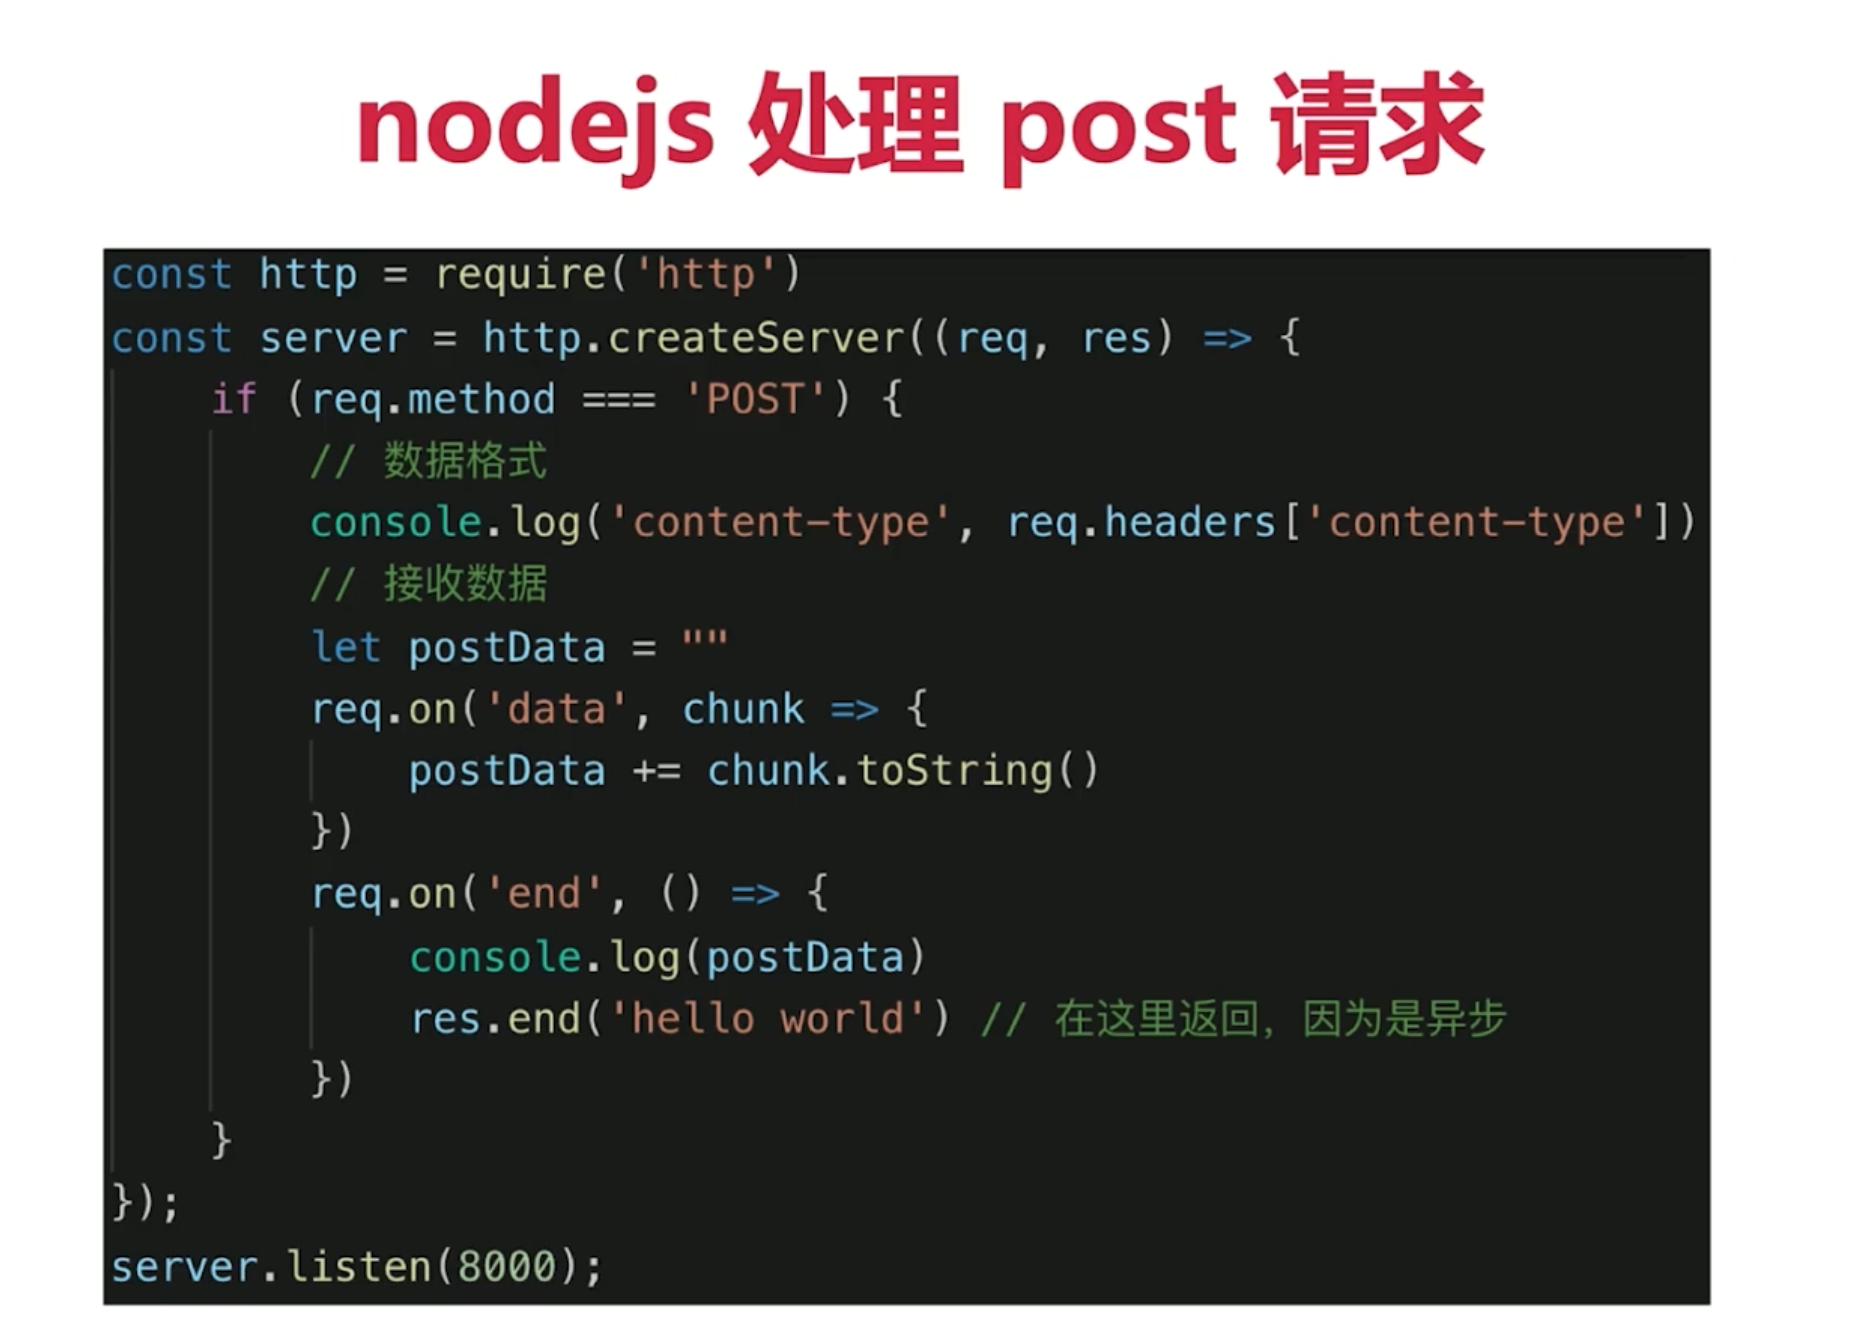 nodejs 处理 post 请求
const http = require('http')
const server = http.createServer((req, res) => {
    if (req.method === 'POST') {
        // 数据格式
        console.log('content-type', req.headers['content-type'])
        // 接收数据
        let postData = ""
        req.on('data', chunk => {
            postData += chunk.toString()
        })
        req.on('end', () => {
            console.log(postData)
            res.end('hello world') // 在这里返回，因为是异步
        })
    }
});
server.listen(8000);